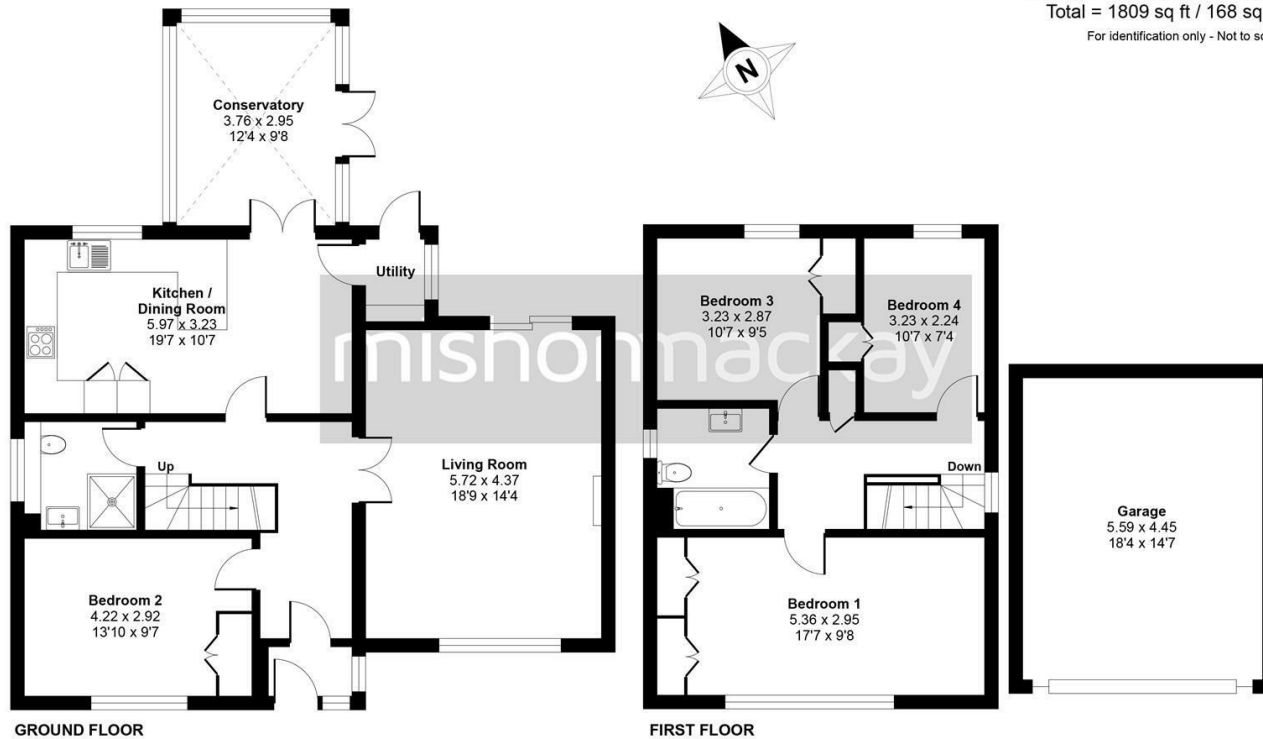 Total = 1809 sq ft / 168 sq
For identification only - Not to sc
N
Conservatory
3.76 x 2.95
12'4 x 9'8
Utility
Kitchen /
Dining Room
5.97 x 3.23
19'7 x 10'7
Up
Living Room
5.72 x 4.37
18'9 x 14'4
Bedroom 2
4.22 x 2.92
13'10 x 9'7
GROUND FLOOR
Bedroom 3
3.23 x 2.87
10'7 x 9'5
Bedroom 4
3.23 x 2.24
10'7 x 7'4
Down
Bedroom 1
5.36 x 2.95
17'7 x 9'8
FIRST FLOOR
Garage
5.59 x 4.45
18'4 x 14'7
mishonmackay